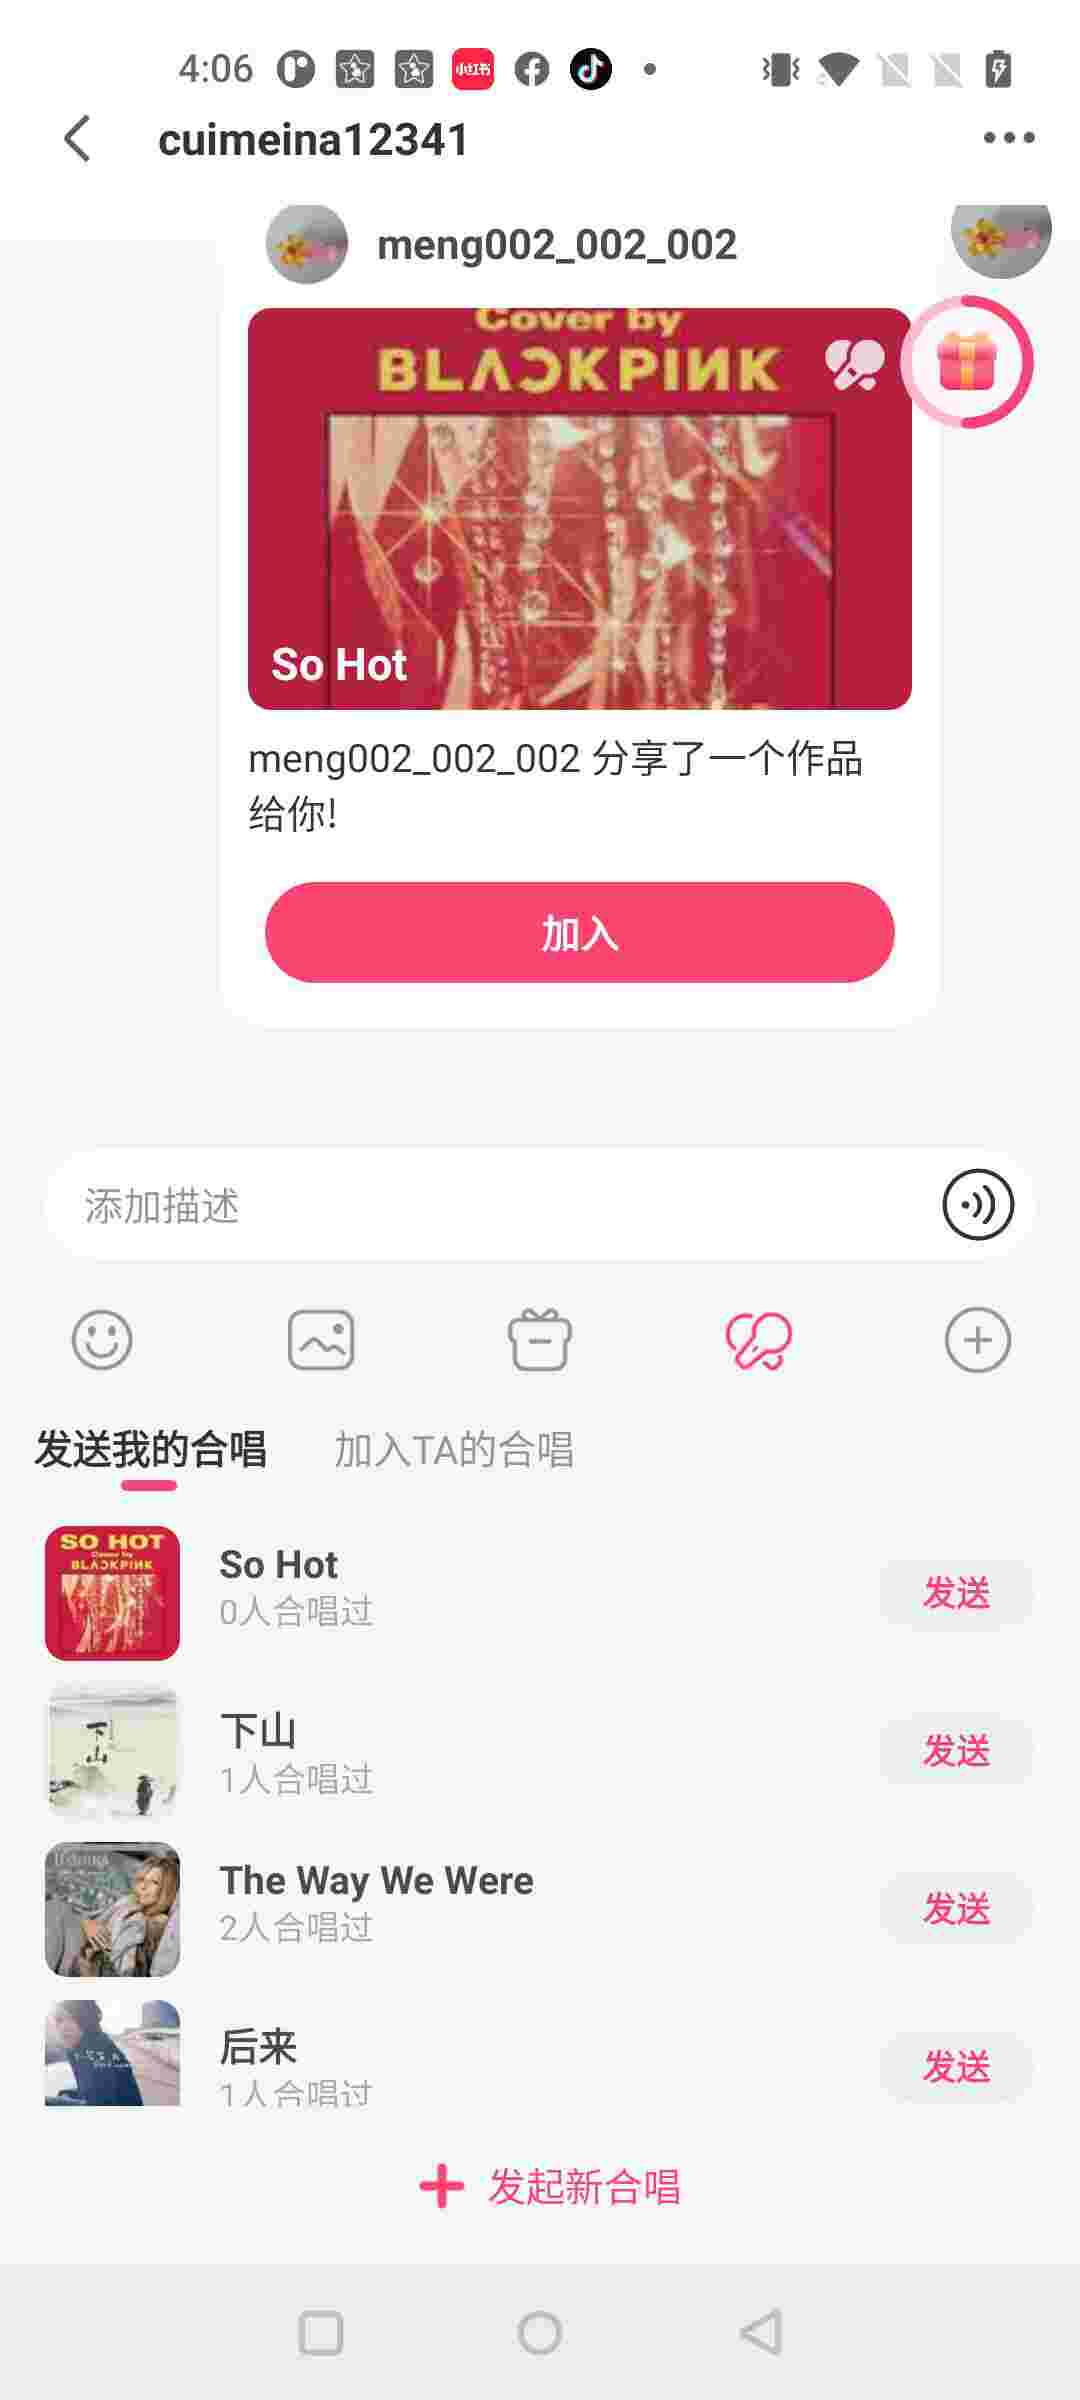 4:06
小红书
cuimeina12341
meng002_002_002
Cover by
BLACKPINK
So Hot
meng002_002_002 分享了一个作品
给你!
加入
添加描述
发送我的合唱
加入TA的合唱
SO HOT
Cover by
BLACKPINK
So Hot
0人合唱过
发送
下山
下山
1人合唱过
发送
The Way We Were
2人合唱过
发送
后来
1人合唱过
发送
发起新合唱